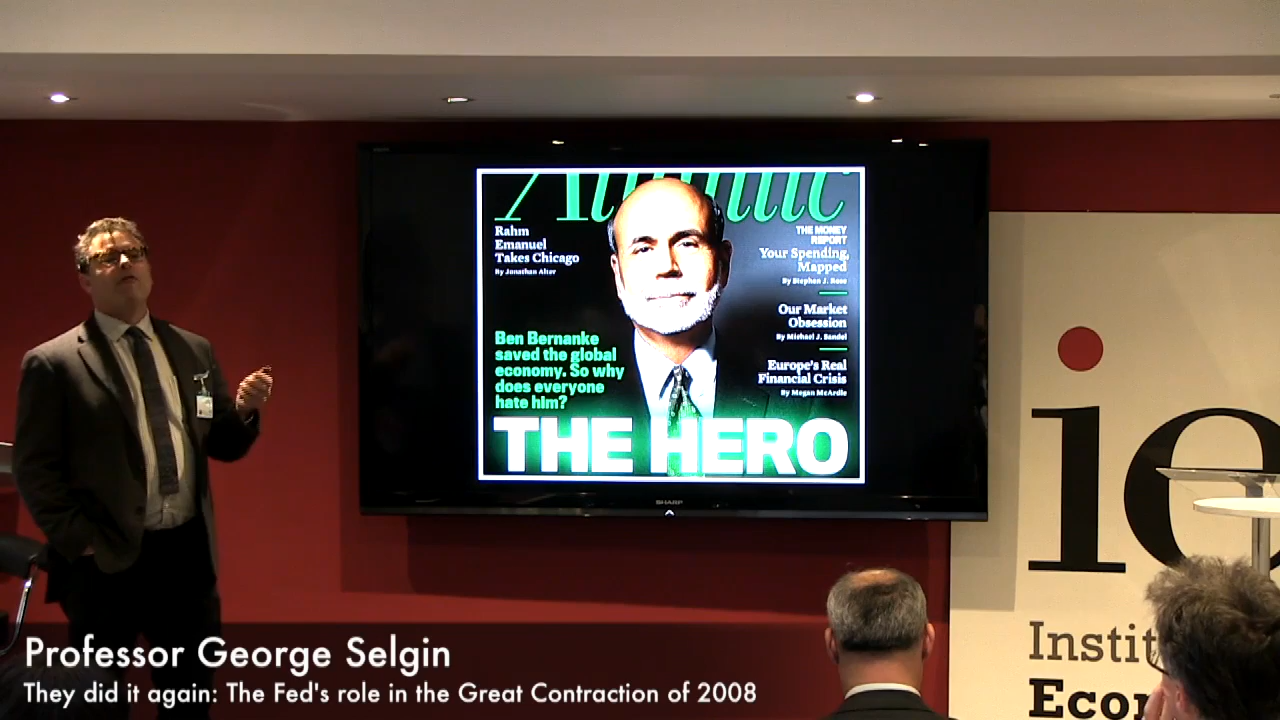 Atlantic
Rahm
Emanuel
Takes Chicago
By Jonathan Alter
THE MONEY
REPORT
Your Spending,
Mapped
By Stephen J. Rose
Our Market
Obsession
By Michael J. Sandel
Europe's Real
Financial Crisis
By Megan McArdle
Ben Bernanke
saved the global
economy. So why
does everyone
hate him?
THE HERO
SHARP
ie
Instit
Econ
Professor George Selgin
They did it again: The Fed's role in the Great Contraction of 2008